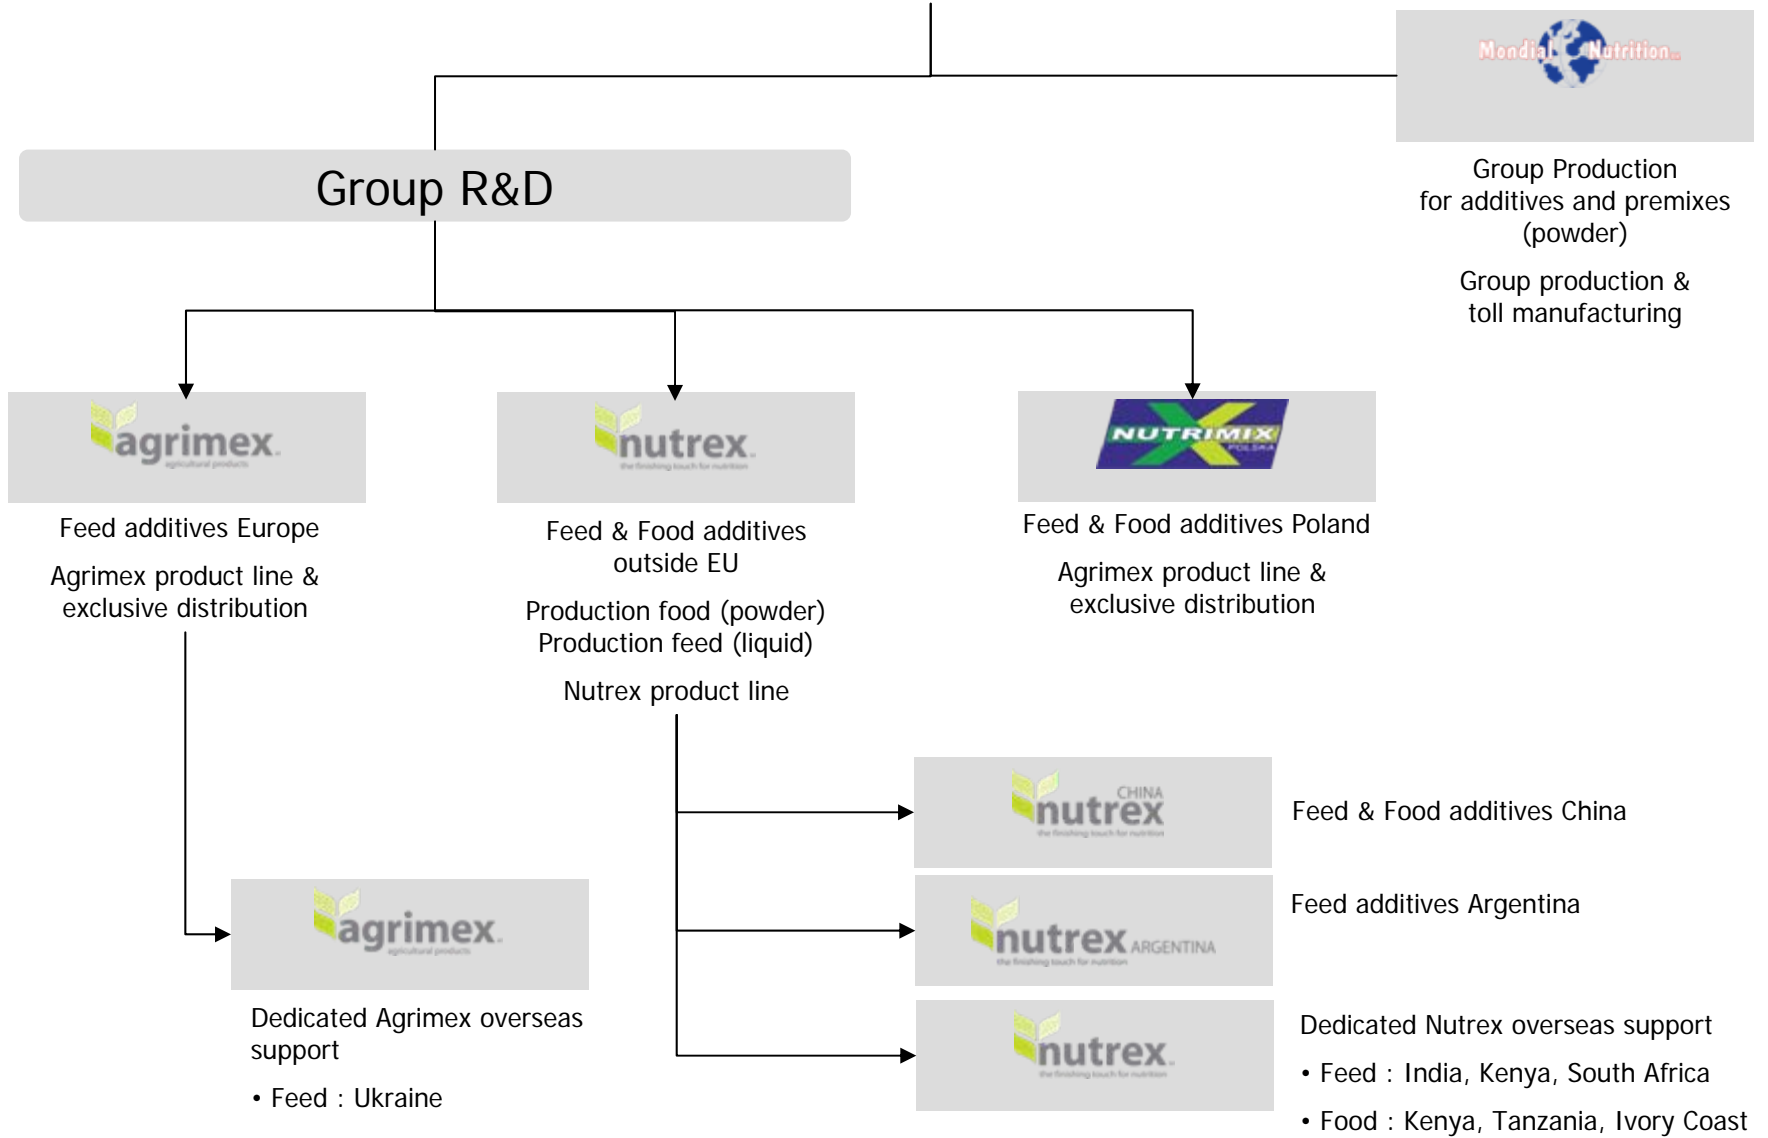 Mondial Nutrition
Group Production
for additives and premixes
(powder)
Group production &
toll manufacturing
Group R&D
agrimex
agricultural products
Feed additives Europe
Agrimex product line &
exclusive distribution
nutrex
the finishing touch for nutrition
Feed & Food additives
outside EU
Production food (powder)
Production feed (liquid)
Nutrex product line
NUTRIMIX
POLSKA
Feed & Food additives Poland
Agrimex product line &
exclusive distribution
CHINA
nutrex
the finishing touch for nutrition
Feed & Food additives China
nutrex ARGENTINA
the finishing touch for nutrition
Feed additives Argentina
agrimex
agricultural products
Dedicated Agrimex overseas
support
• Feed : Ukraine
nutrex
the finishing touch for nutrition
Dedicated Nutrex overseas support
• Feed : India, Kenya, South Africa
• Food : Kenya, Tanzania, Ivory Coast